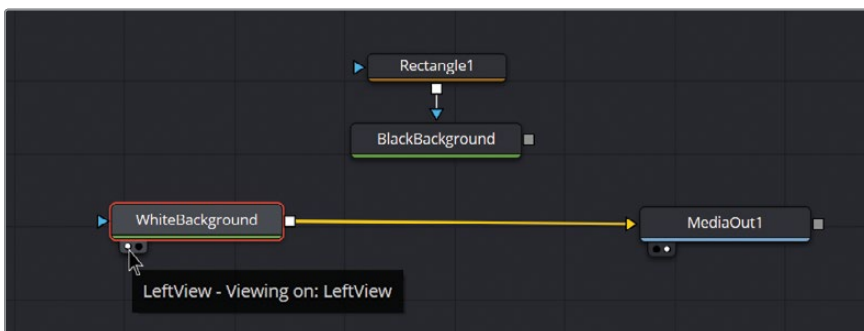 Rectangle1
BlackBackground
WhiteBackground
MediaOut1
LeftView - Viewing on: LeftView